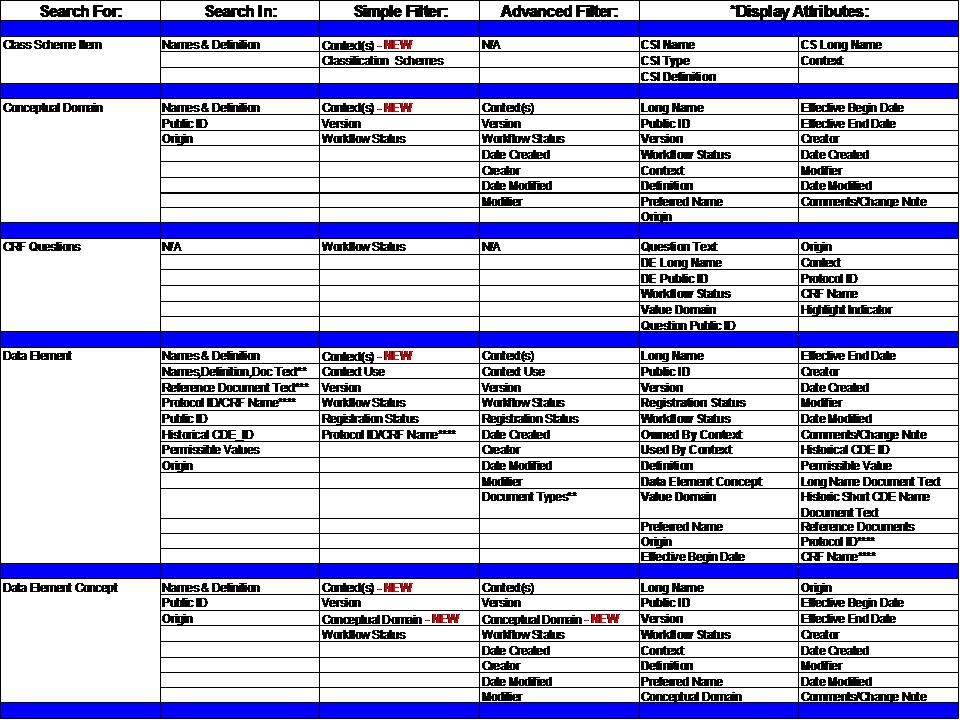 Search For: Search In: Simple Filter: Advanced Filter: *Display Attributes:
Class Scheme Item Names & Definition Context(s) - NEW N/A CSI Name CS Long Name
Classification Schemes CSI Type Context
CSI Definition
Conceptual Domain Names & Definition Context(s) - NEW Context(s) Long Name Effective Begin Date
Public ID Version Version Public ID Effective End Date
Origin Workflow Status Workflow Status Version Creator
Date Created Workflow Status Date Created
Creator Context Modifier
Date Modified Definition Date Modified
Modifier Preferred Name Comments/Change Note
Origin
CRF Questions N/A Workflow Status N/A Question Text Origin
DE Long Name Context
DE Public ID Protocol ID
Workflow Status CRF Name
Value Domain Highlight Indicator
Question Public ID
Data Element Names & Definition Context(s) - NEW Context(s) Long Name Effective End Date
Names,Definition,Doc Text** Context Use Context Use Public ID Creator
Reference Document Text*** Version Version Version Date Created
Protocol ID/CRF Name**** Workflow Status Workflow Status Registration Status Modifier
Public ID Registration Status Registration Status Workflow Status Date Modified
Historical CDE_ID Protocol ID/CRF Name**** Date Created Owned By Context Comments/Change Note
Permissible Values Creator Used By Context Historical CDE ID
Origin Date Modified Definition Permissible Value
Modifier Data Element Concept Long Name Document Text
Document Types** Value Domain Historic Short CDE Name
Document Text
Preferred Name Reference Documents
Origin Protocol ID****
Effective Begin Date CRF Name****
Data Element Concept Names & Definition Context(s) - NEW Context(s) Long Name Origin
Public ID Version Version Public ID Effective Begin Date
Origin Conceptual Domain - NEW Conceptual Domain - NEW Version Effective End Date
Workflow Status Workflow Status Workflow Status Creator
Date Created Context Date Created
Creator Definition Modifier
Date Modified Preferred Name Date Modified
Modifier Conceptual Domain Comments/Change Note